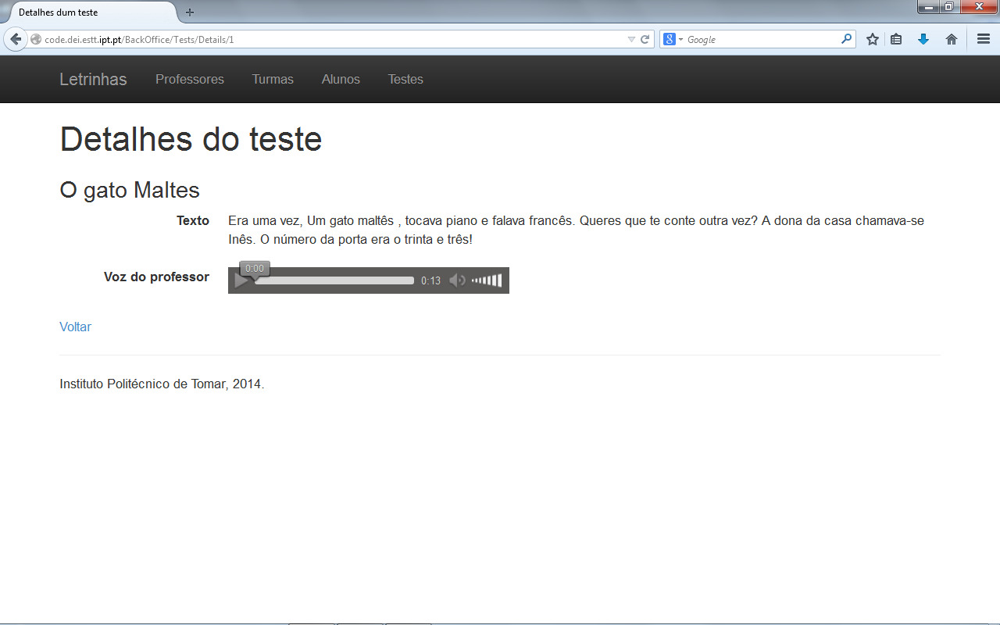 Detalhes dum teste
code.dei.estt.ipt.pt/BackOffice/Tests/Details/1
Google
Letrinhas Professores Turmas Alunos Testes
Detalhes do teste
O gato Maltes
Texto Era uma vez, Um gato maltês , tocava piano e falava francês. Queres que te conte outra vez? A dona da casa chamava-se
Inês. O número da porta era o trinta e três!
0:00
Voz do professor 0:13
Voltar
Instituto Politécnico de Tomar, 2014.